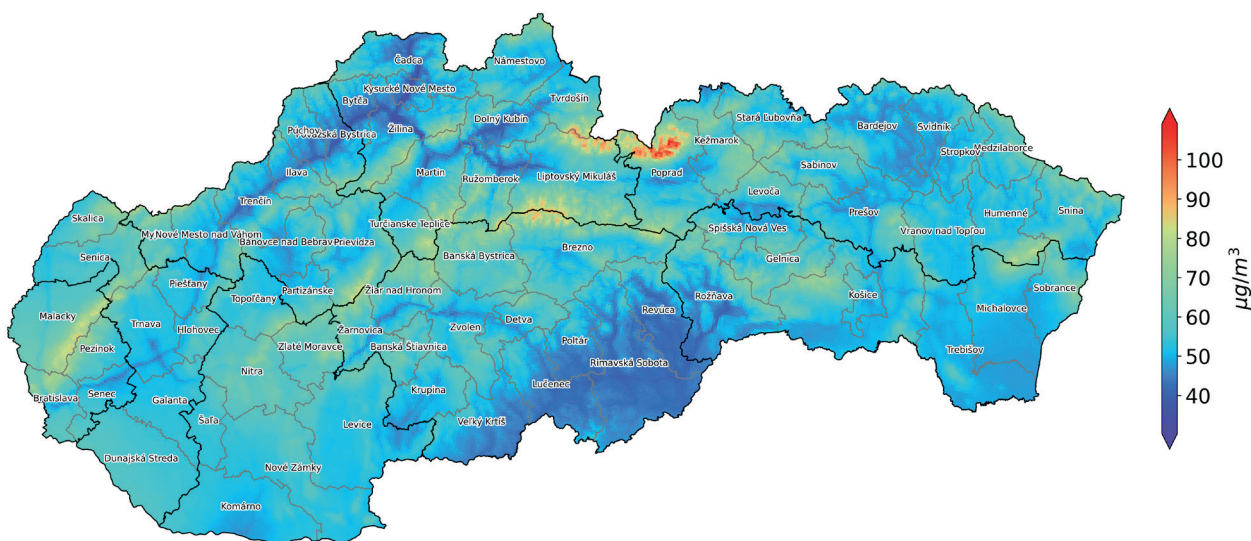 Čadca
Námestovo
Kysucké Nové Mesto
Bytča
Tvrdošín
Dolný Kubín
Stará Ľubovňa
Bardejov
Svidník
Púchov
Považská Bystrica
Žilina
Kežmarok
Stropkov
Medzilaborce
Ilava
Martin
Ružomberok
Liptovský Mikuláš
Poprad
Sabinov
Levoča
Trenčín
Prešov
Humenné
Snina
Skalica
Turčianske Teplice
Spišská Nová Ves
Vranov nad Topľou
My
Nové Mesto nad Váhom
Bánovce nad Bebrav
Prievidza
Brezno
Senica
Banská Bystrica
Gelnica
Piešťany
Partizánske
Žiar nad Hronom
Sobrance
Topoľčany
Rožňava
Košice
Malacky
Trnava
Hlohovec
Žarnovica
Zvolen
Detva
Revúca
Michalovce
Pezinok
Zlaté Moravce
Banská Štiavnica
Poltár
Trebišov
Nitra
Rimavská Sobota
Bratislava
Senec
Galanta
Krupina
Lučenec
Šaľa
Levice
Veľký Krtíš
Dunajská Streda
Nové Zámky
Komárno
100
90
80
70
60
50
40
μg/m³